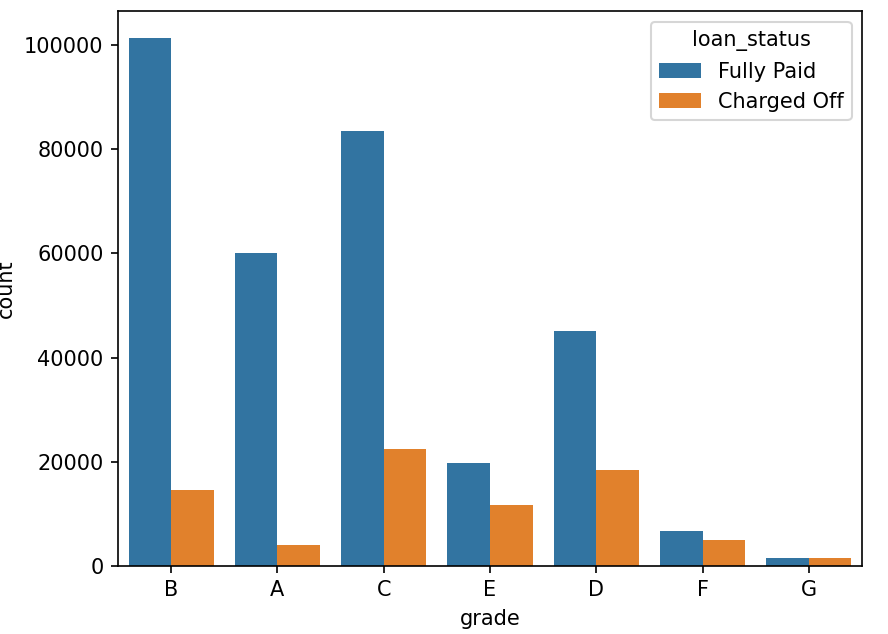 loan_status
Fully Paid
Charged Off
100000
80000
60000
40000
20000
0
count
B A C E D F G
grade